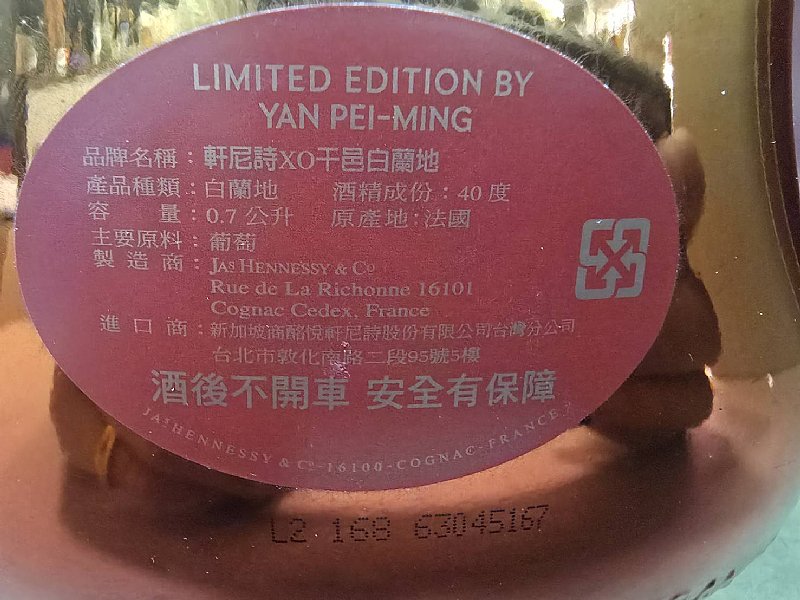 LIMITED EDITION BY
YAN PEI-MING
品牌名稱：軒尼詩XO干邑白蘭地
產品種類：白蘭地 酒精成份：40 度
容 量：0.7 公升 原產地：法國
主要原料：葡萄
製 造 商：JAS HENNESSY & CO
Rue de La Richonne 16101
Cognac Cedex, France
進 口 商：新加坡商酩悅軒尼詩股份有限公司台灣分公司
台北市敦化南路二段95號5樓
酒後不開車 安全有保障
JAS HENNESSY & CO-16100-COGNAC-FRANCE
L2 168 63045167